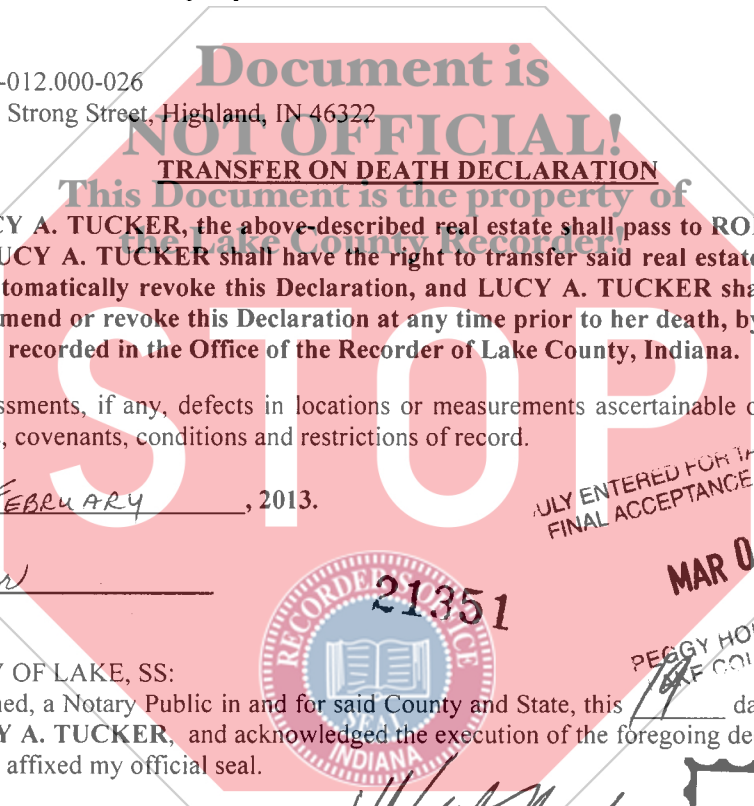 -012.000-026
Strong Street, Highland, IN 46322
Document is
NOT OFFICIAL!
This Document is the property of
the Lake County Recorder!
TRANSFER ON DEATH DECLARATION
CY A. TUCKER, the above-described real estate shall pass to RO
UCY A. TUCKER shall have the right to transfer said real estate
tomatically revoke this Declaration, and LUCY A. TUCKER sha
mend or revoke this Declaration at any time prior to her death, by
recorded in the Office of the Recorder of Lake County, Indiana.
ssments, if any, defects in locations or measurements ascertainable o
, covenants, conditions and restrictions of record.
FEBRUARY, 2013.
STOP
ULY ENTERED FOR TA
FINAL ACCEPTANCE
MAR 0
21351
PEGGY HO
AKE COU
RECORDER'S OFFICE
SEAL
INDIANA
Y OF LAKE, SS:
ned, a Notary Public in and for said County and State, this 19 da
Y A. TUCKER, and acknowledged the execution of the foregoing de
affixed my official seal.